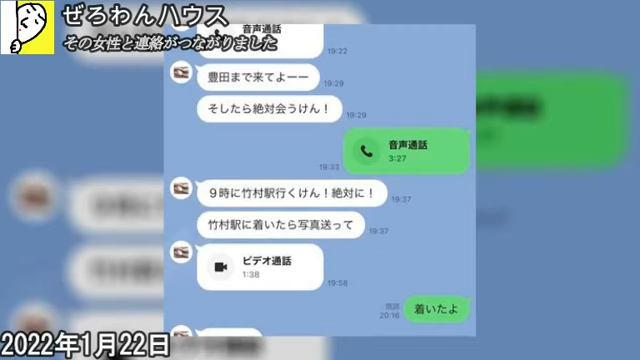 ぜろわんハウス
その女性と連絡がつながりました
音声通話
19:22
豊田まで来てよーー
19:29
そしたら絶対会うけん！
19:29
音声通話
3:27
19:33
９時に竹村駅行くけん！絶対に！
19:37
竹村駅に着いたら写真送って
19:37
ビデオ通話
1:38
19:58
既読
20:16
着いたよ
2022年1月22日